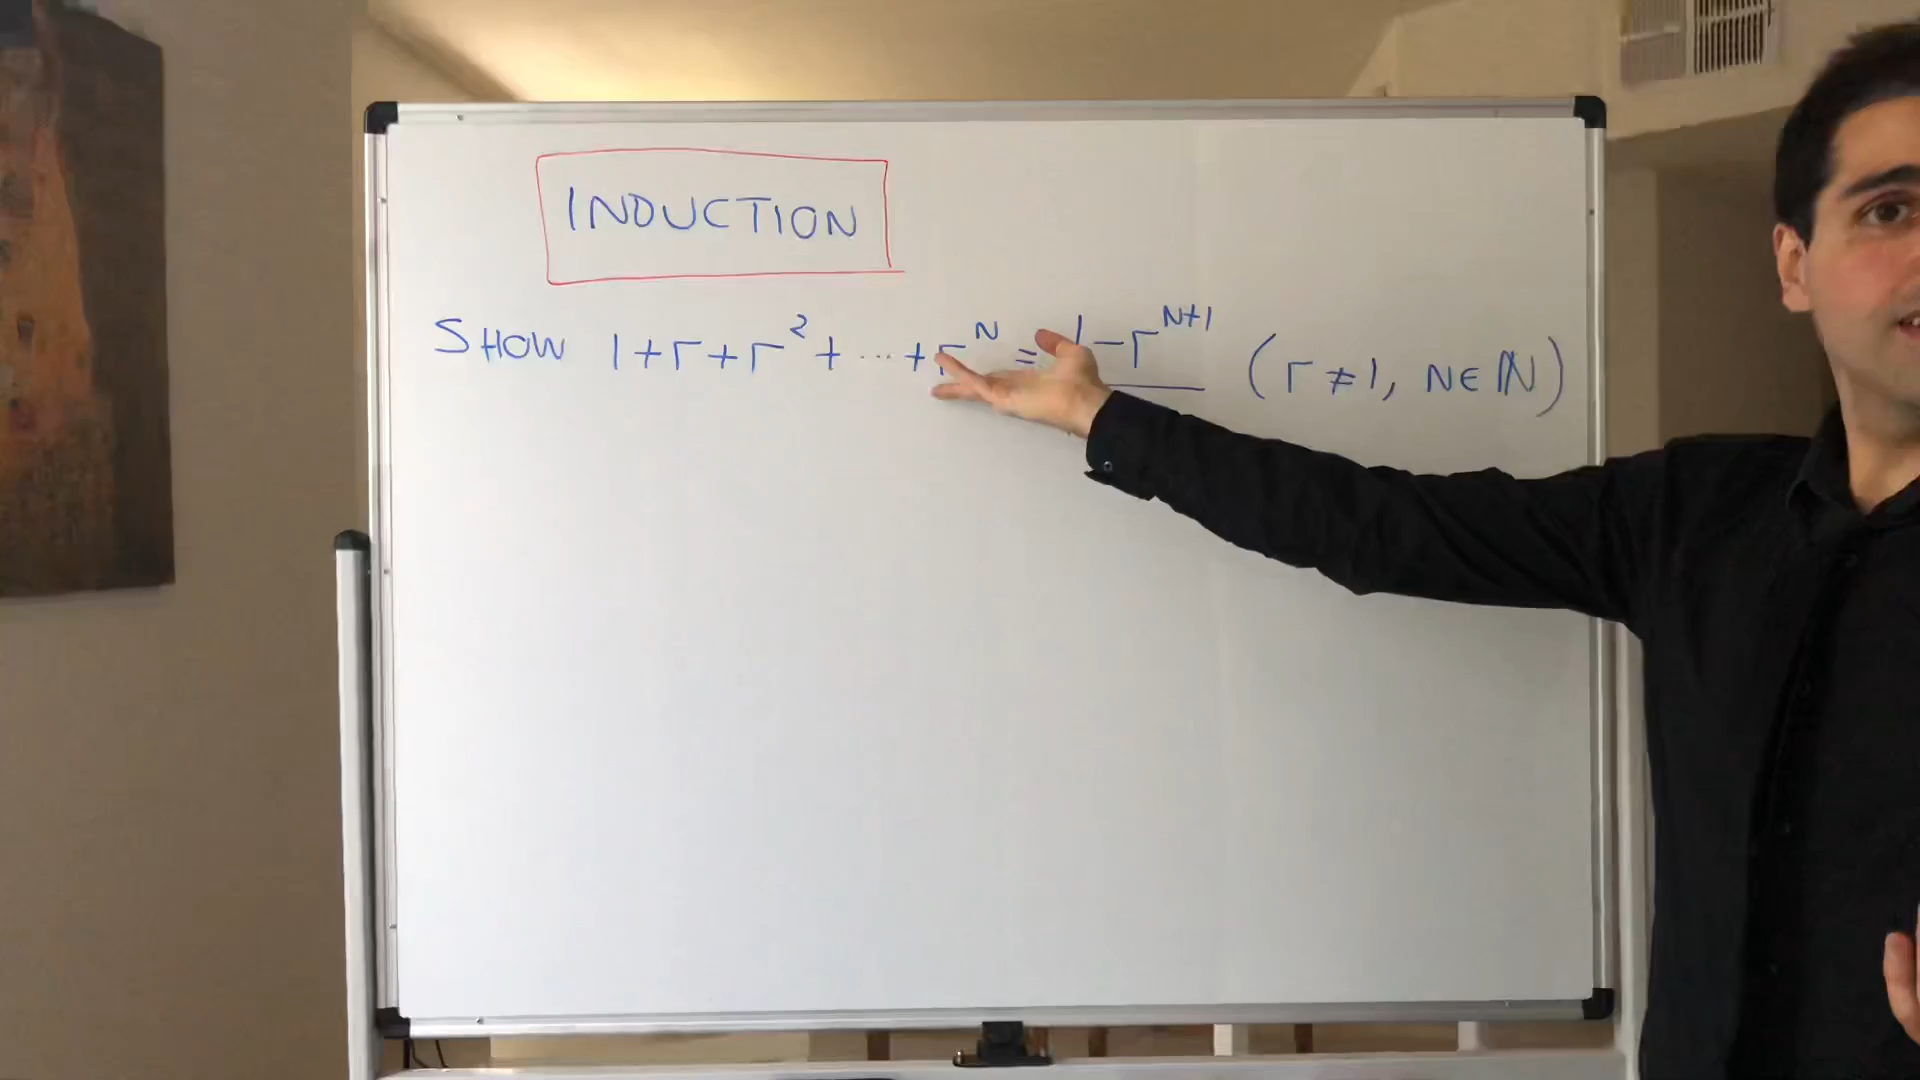 INDUCTION
SHOW 1+r+r²+⋯+r^N = 1-r^{N+1} (r≠1, N∈ℕ)